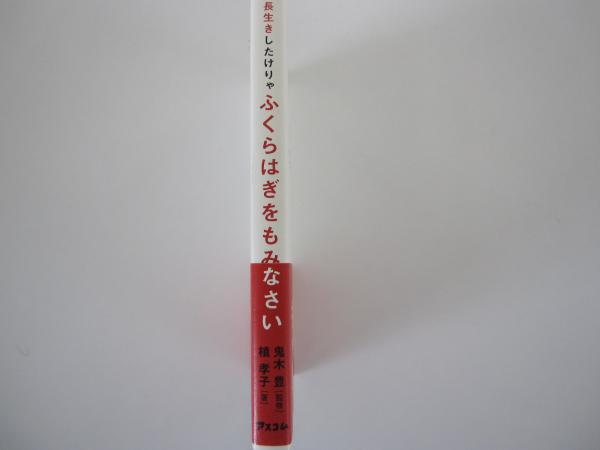 長生きしたけりゃ
ふくらはぎをもみなさい
鬼木 豊［監修］
槙 孝子［著］
アスコム